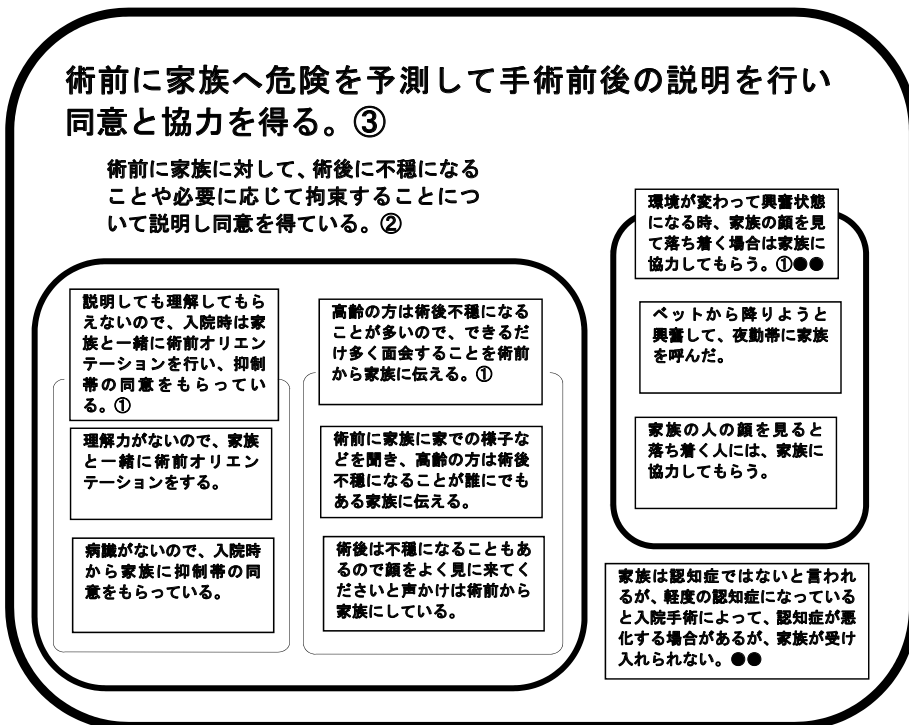 術前に家族へ危険を予測して手術前後の説明を行い
同意と協力を得る。③
術前に家族に対して、術後に不穏になる
ことや必要に応じて拘束することにつ
いて説明し同意を得ている。②
説明しても理解してもら
えないので、入院時は家
族と一緒に術前オリエン
テーションを行い、抑制
帯の同意をもらってい
る。①
理解力がないので、家族
と一緒に術前オリエン
テーションをする。
病識がないので、入院時
から家族に抑制帯の同
意をもらっている。
高齢の方は術後不穏になる
ことが多いので、できるだ
け多く面会することを術前
から家族に伝える。①
術前に家族に家での様子な
どを聞き、高齢の方は術後
不穏になることが誰にでも
ある家族に伝える。
術後は不穏になることもあ
るので顔をよく見に来てく
ださいと声かけは術前から
家族にしている。
環境が変わって興奮状態
になる時、家族の顔を見
て落ち着く場合は家族に
協力してもらう。①●●
ベットから降りようと
興奮して、夜勤帯に家族
を呼んだ。
家族の人の顔を見ると
落ち着く人には、家族に
協力してもらう。
家族は認知症ではないと言われ
るが、軽度の認知症になっている
と入院手術によって、認知症が悪
化する場合があるが、家族が受け
入れられない。●●